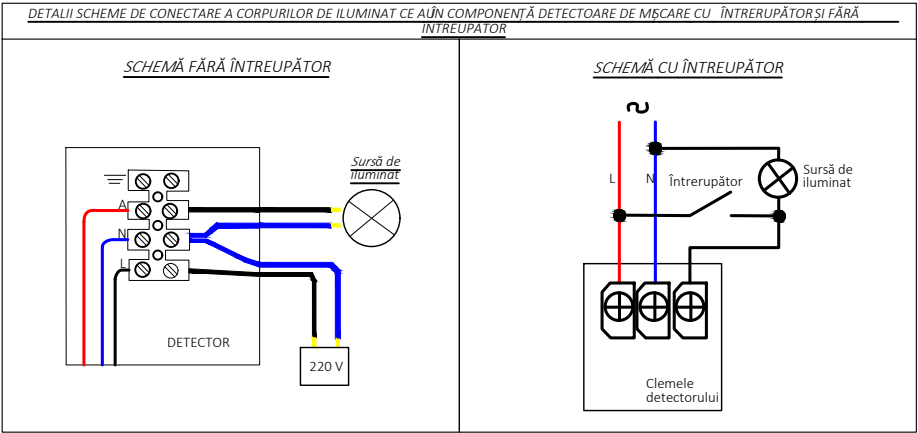 DETALII SCHEME DE CONECTARE A CORPURILOR DE ILUMINAT CE AU ÎN COMPONENȚĂ DETECTOARE DE MȘCARE CU ÎNTRERUPĂTOR ȘI FĂRĂ
ÎNTREUPĂTOR
SCHEMĂ FĂRĂ ÎNTREUPĂTOR
Sursă de
iluminat
A
N
L
DETECTOR
220 V
SCHEMĂ CU ÎNTREUPĂTOR
L
N
Întrerupător
Sursă de
iluminat
Clemele
detectorului